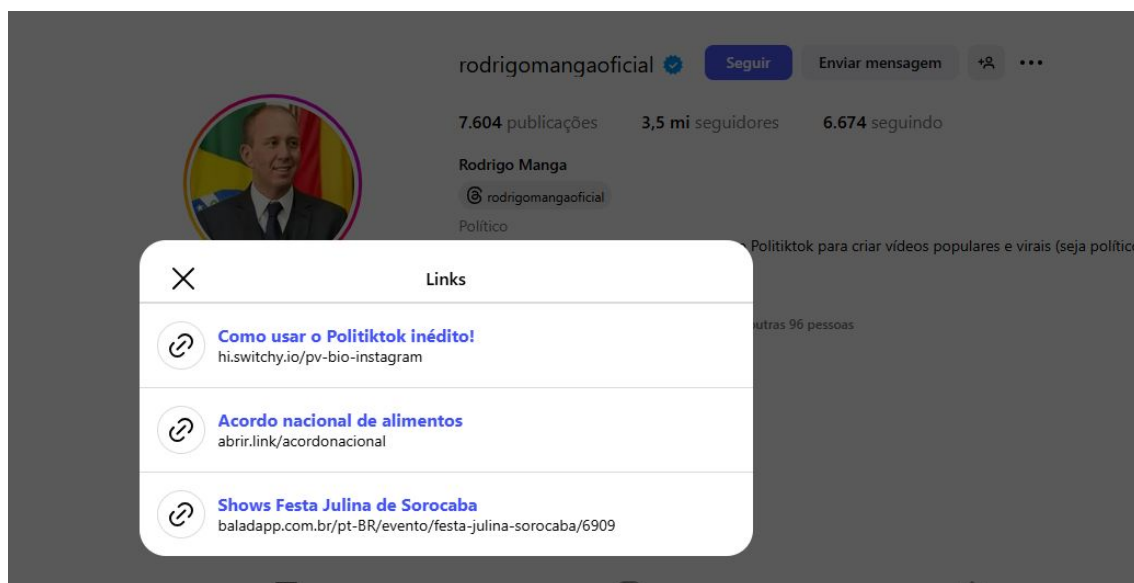 rodrigomangaoficial
Seguir
Enviar mensagem
7.604 publicações 3,5 mi seguidores 6.674 seguindo
Rodrigo Manga
rodrigomangaoficial
Político
Politiktok para criar vídeos populares e virais (seja político
outras 96 pessoas
Links
Como usar o Politiktok inédito!
hi.switchy.io/pv-bio-instagram
Acordo nacional de alimentos
abrir.link/acordonacional
Shows Festa Julina de Sorocaba
baladapp.com.br/pt-BR/evento/festa-julina-sorocaba/6909